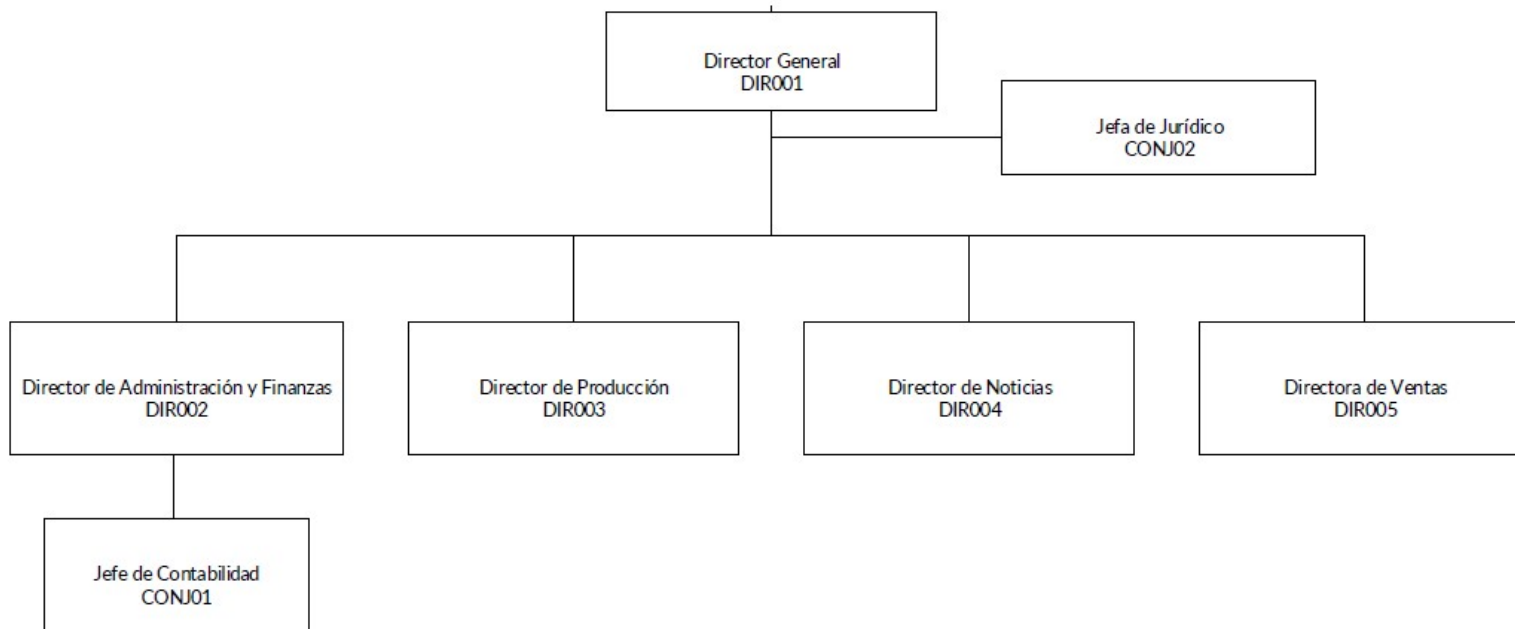 Director General
DIR001
Jefa de Jurídico
CONJ02
Director de Administración y Finanzas
DIR002
Director de Producción
DIR003
Director de Noticias
DIR004
Directora de Ventas
DIR005
Jefe de Contabilidad
CONJ01